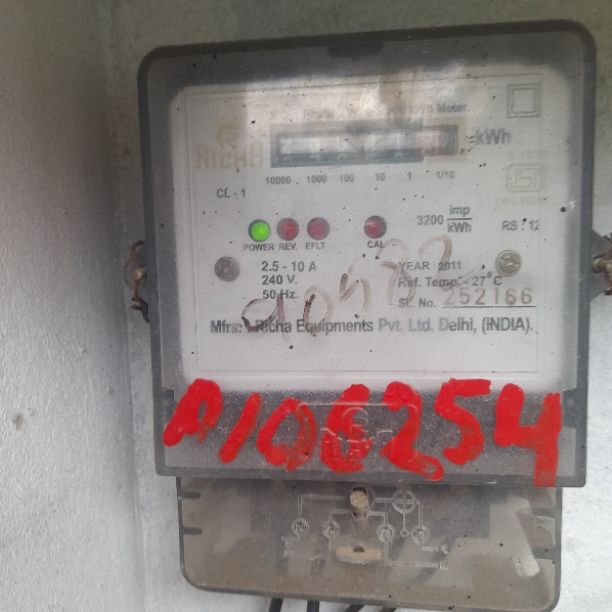 RICHA
kWh
10000 1000 100 10 1 1/10
CL - 1
3200 imp/kWh
RS : 12
POWER REV. EFLT CAL
2.5 - 10 A
240 V.
50 Hz.
YEAR 2011
Ref. Temp. - 27°C
SL. No. 252166
Mfrs. : Richa Equipments Pvt. Ltd. Delhi, (INDIA).
A106254